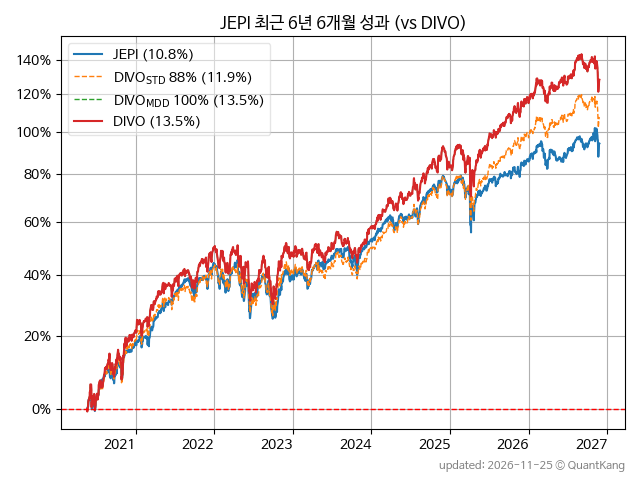 JEPI 최근 6년 6개월 성과 (vs DIVO)
JEPI (10.8%)
DIVO_STD 88% (11.9%)
DIVO_MDD 100% (13.5%)
DIVO (13.5%)
140%
120%
100%
80%
60%
40%
20%
0%
2021 2022 2023 2024 2025 2026 2027
updated: 2026-11-25 © QuantKang